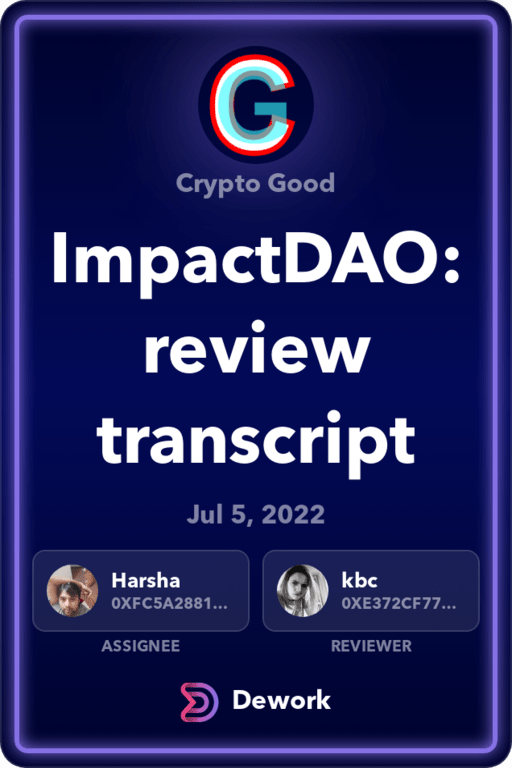 Crypto Good
ImpactDAO:
review
transcript
Jul 5, 2022
Harsha
0XFC5A2881...
ASSIGNEE
kbc
0XE372CF77...
REVIEWER
Dework